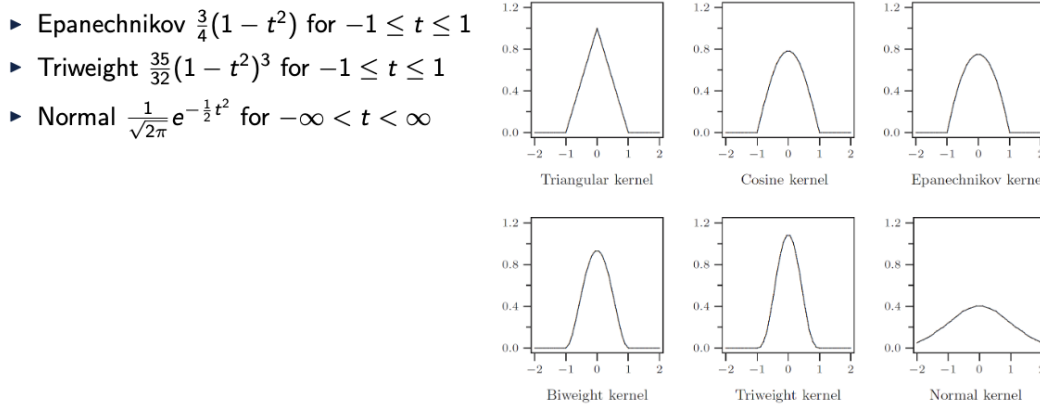 ▶ Epanechnikov 3/4(1 − t²) for −1 ≤ t ≤ 1
▶ Triweight 35/32(1 − t²)³ for −1 ≤ t ≤ 1
▶ Normal 1/√2π e^{−1/2 t²} for −∞ < t < ∞
1.2 1.2 1.2
0.8 0.8 0.8
0.4 0.4 0.4
0.0 0.0 0.0
−2 −1 0 1 2 −2 −1 0 1 2 −2 −1 0 1 2
Triangular kernel Cosine kernel Epanechnikov kerne
1.2 1.2 1.2
0.8 0.8 0.8
0.4 0.4 0.4
0.0 0.0 0.0
−2 −1 0 1 2 −2 −1 0 1 2 −2 −1 0 1 2
Biweight kernel Triweight kernel Normal kernel